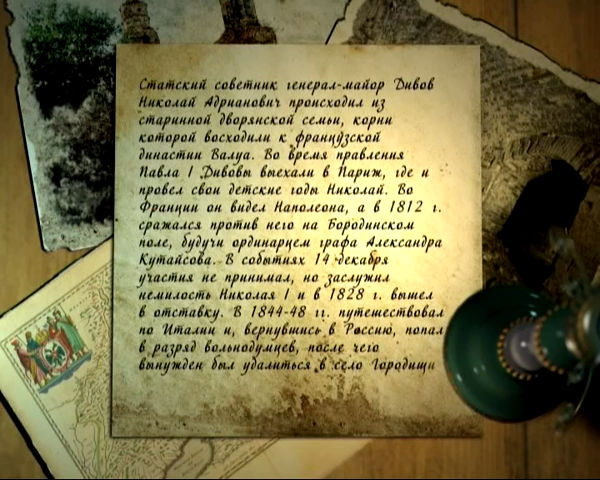 Статский советник генерал-майор Дивов
Николай Адрианович происходил из
старинной дворянской семьи, корни
которой восходили к французской
династии Валуа. Во время правления
Павла I Дивовы выехали в Париж, где и
провел свои детские годы Николай. Во
Франции он видел Наполеона, а в 1812 г.
сражался против него на Бородинском
поле, будучи ординарцем графа Александра
Кутайсова. В событиях 14 декабря
участия не принимал, но заслужил
немилость Николая I и в 1828 г. вышел
в отставку. В 1844-48 гг. путешествовал
по Италии и, вернувшись в Россию, попал
в разряд вольнодумцев, после чего
вынужден был удалиться в село Городищи